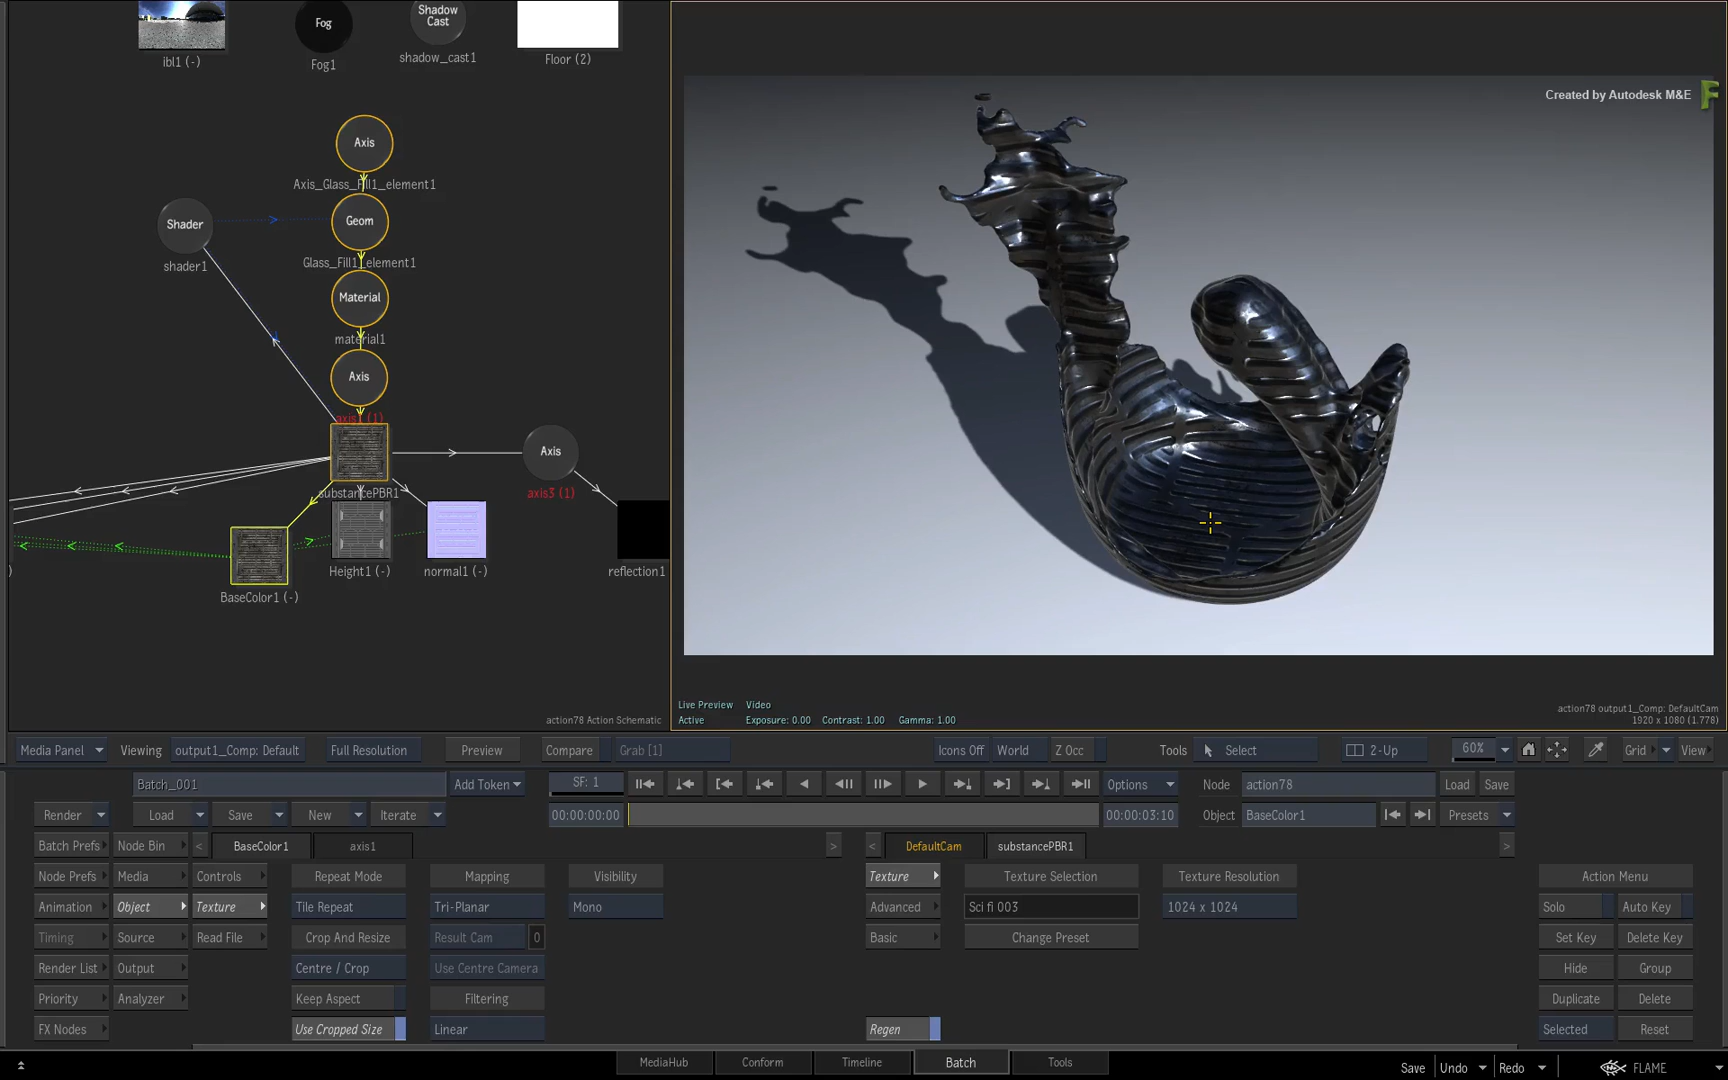 Fog
Shadow
Cast
ibl1 (-)
Fog1
shadow_cast1
Floor (2)
Created by Autodesk M&E
Axis
Axis_Glass_Fill1_element1
Shader
Geom
shader1
Glass_Fill1_element1
Material
material1
Axis
axis1 (1)
Axis
substancePBR1
axis3 (1)
)
Height1 (-)
normal1 (-)
reflection1
BaseColor1 (-)
Live Preview Video
Active Exposure: 0.00 Contrast: 1.00 Gamma: 1.00
action78 Action Schematic
action78 output1_Comp: DefaultCam
1920 x 1080 (1.778)
Media Panel Viewing output1_Comp: Default Full Resolution Preview Compare Grab [1] Icons Off World Z Occ Tools Select 2-Up 60% Grid View
Batch_001 Add Token SF: 1 Options Node action78 Load Save
Render Load Save New Iterate 00:00:00:00 00:00:03:10 Object BaseColor1 Presets
Batch Prefs Node Bin < BaseColor1 axis1 > < DefaultCam substancePBR1 >
Node Prefs Media Controls Repeat Mode Mapping Visibility Texture Texture Selection Texture Resolution Action Menu
Animation Object Texture Tile Repeat Tri-Planar Mono Advanced Sci fi 003 1024 x 1024 Solo Auto Key
Timing Source Read File Crop And Resize Result Cam 0 Basic Change Preset Set Key Delete Key
Render List Output Centre / Crop Use Centre Camera Hide Group
Priority Analyzer Keep Aspect Filtering Duplicate Delete
FX Nodes Use Cropped Size Linear Regen Selected Reset
MediaHub Conform Timeline Batch Tools Save Undo Redo FLAME